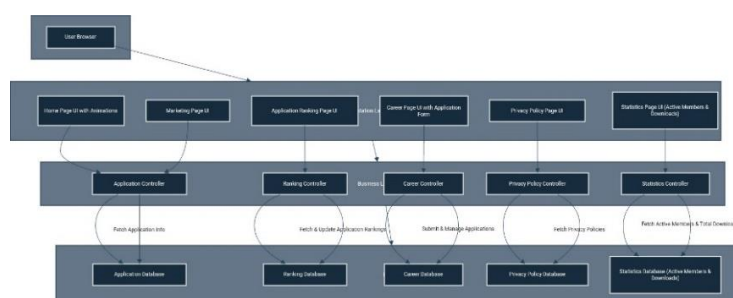 User Browser
Home Page UI with Animations
Marketing Page UI
Application Ranking Page UI
Career Page UI with Application
Form
Privacy Policy Page UI
Statistics Page UI (Active Members &
Downloads)
Application Controller
Ranking Controller
Business L
Career Controller
Privacy Policy Controller
Statistics Controller
Fetch Application Info
Fetch & Update Application Rankings
Submit & Manage Applications
Fetch Privacy Policies
Fetch Active Members & Total Downloa
Application Database
Ranking Database
Career Database
Privacy Policy Database
Statistics Database (Active Members &
Downloads)